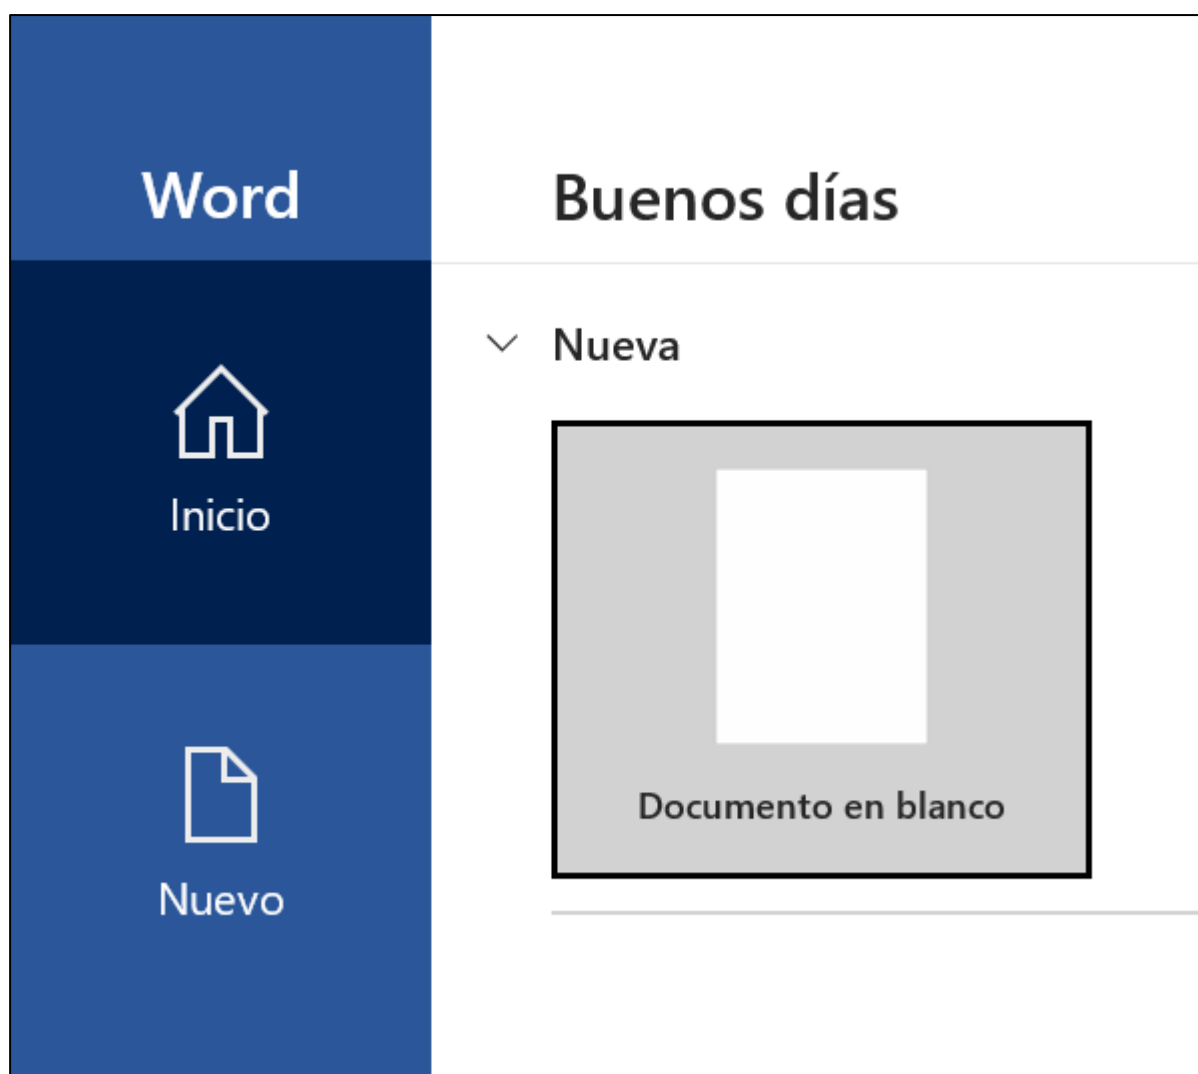 Word
Buenos días
Nueva
Inicio
Documento en blanco
Nuevo